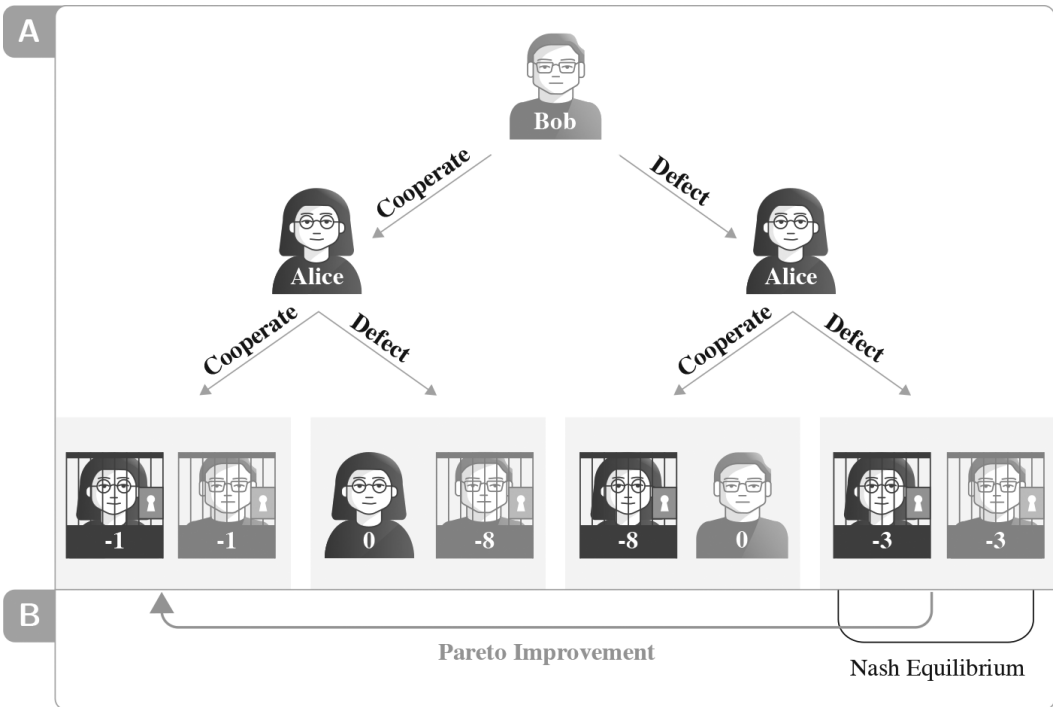 A
Bob
Cooperate
Defect
Alice
Alice
Cooperate
Defect
Cooperate
Defect
-1
-1
0
-8
-8
0
-3
-3
B
Pareto Improvement
Nash Equilibrium